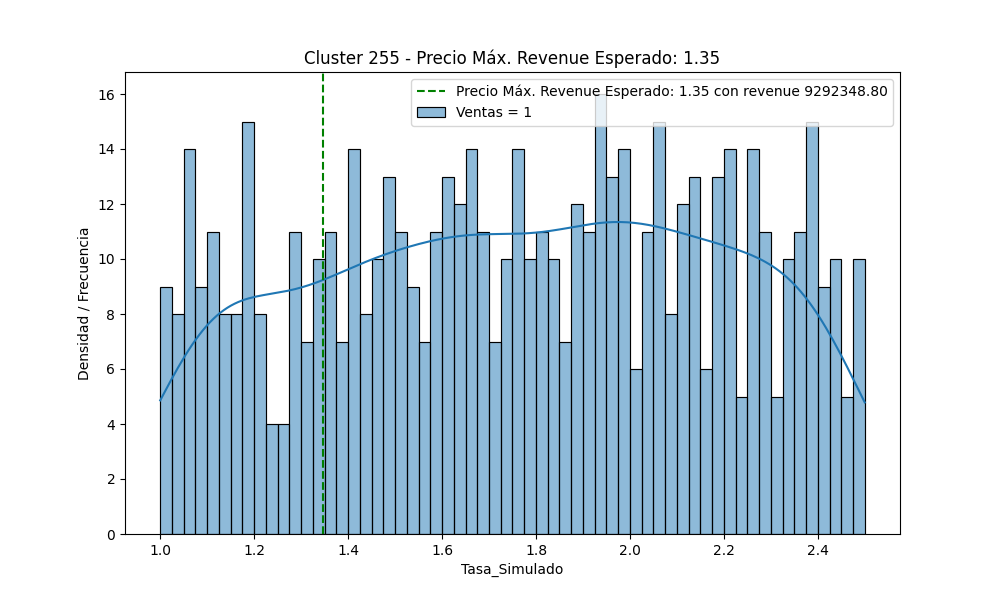 Cluster 255 - Precio Máx. Revenue Esperado: 1.35
Precio Máx. Revenue Esperado: 1.35 con revenue 9292348.80
Ventas = 1
Densidad / Frecuencia
16
14
12
10
8
6
4
2
0
1.0 1.2 1.4 1.6 1.8 2.0 2.2 2.4
Tasa_Simulado